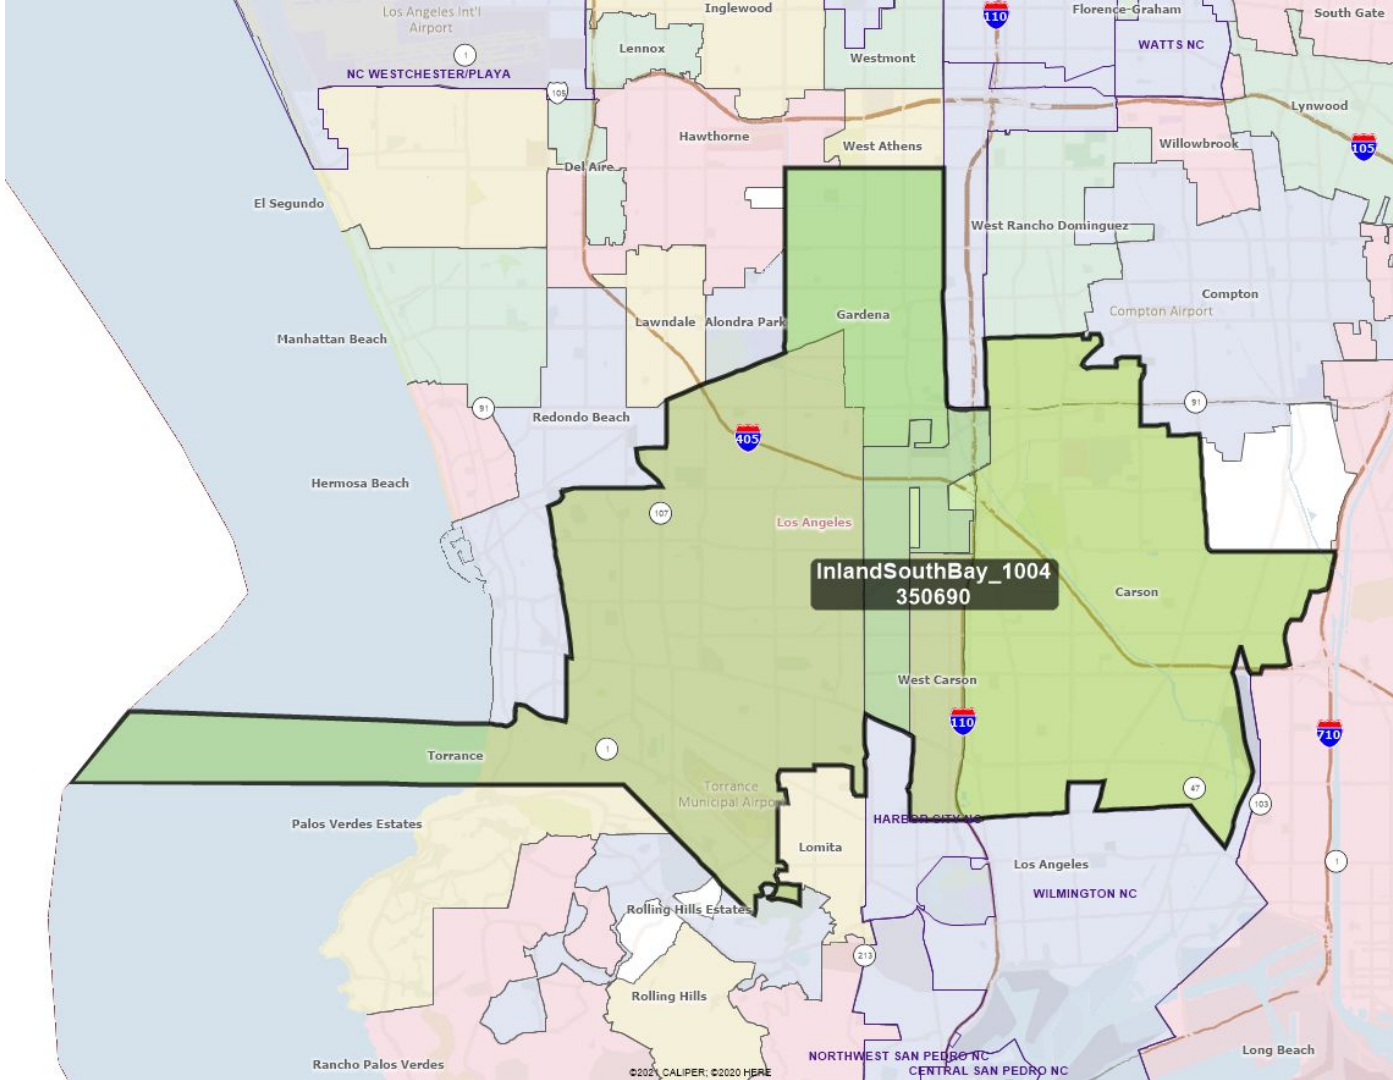 Los Angeles Int'l
Airport
Inglewood
110
Florence-Graham
South Gate
1
Lennox
Westmont
WATTS NC
NC WESTCHESTER/PLAYA
105
Lynwood
Hawthorne
West Athens
Willowbrook
105
Del Aire
El Segundo
West Rancho Dominguez
Compton
Compton Airport
Gardena
Lawndale
Alondra Park
Manhattan Beach
91
Redondo Beach
91
405
Hermosa Beach
107
Los Angeles
InlandSouthBay_1004
350690
Carson
West Carson
110
710
Torrance
1
Torrance
Municipal Airport
47
103
Palos Verdes Estates
HARBOR CITY NC
Lomita
Los Angeles
1
WILMINGTON NC
Rolling Hills Estates
213
Rolling Hills
Rancho Palos Verdes
NORTHWEST SAN PEDRO NC
Long Beach
©2021 CALIPER; ©2020 HERE
CENTRAL SAN PEDRO NC